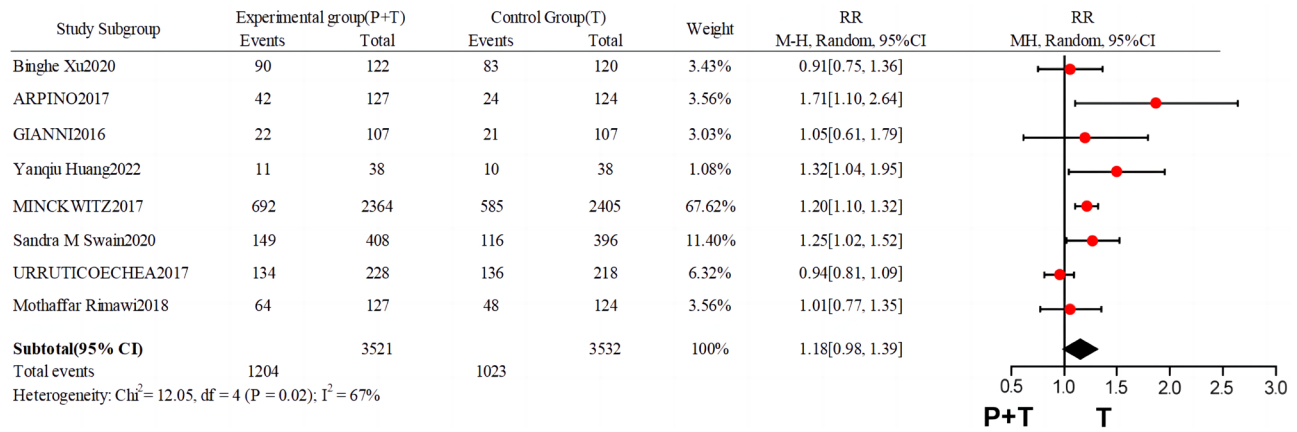 Study Subgroup Experimental group(P+T) Control Group(T) Weight RR RR
Events Total Events Total M-H, Random, 95%CI MH, Random, 95%CI
Binghe Xu2020 90 122 83 120 3.43% 0.91[0.75, 1.36]
ARPINO2017 42 127 24 124 3.56% 1.71[1.10, 2.64]
GIANNI2016 22 107 21 107 3.03% 1.05[0.61, 1.79]
Yanqiu Huang2022 11 38 10 38 1.08% 1.32[1.04, 1.95]
MINCKWITZ2017 692 2364 585 2405 67.62% 1.20[1.10, 1.32]
Sandra M Swain2020 149 408 116 396 11.40% 1.25[1.02, 1.52]
URRUTICOECHEA2017 134 228 136 218 6.32% 0.94[0.81, 1.09]
Mothaffar Rimawi2018 64 127 48 124 3.56% 1.01[0.77, 1.35]
Subtotal(95% CI) 3521 3532 100% 1.18[0.98, 1.39]
Total events 1204 1023
Heterogeneity: Chi²= 12.05, df = 4 (P = 0.02); I² = 67%
0.5 1.0 1.5 2.0 2.5 3.0
P+T T